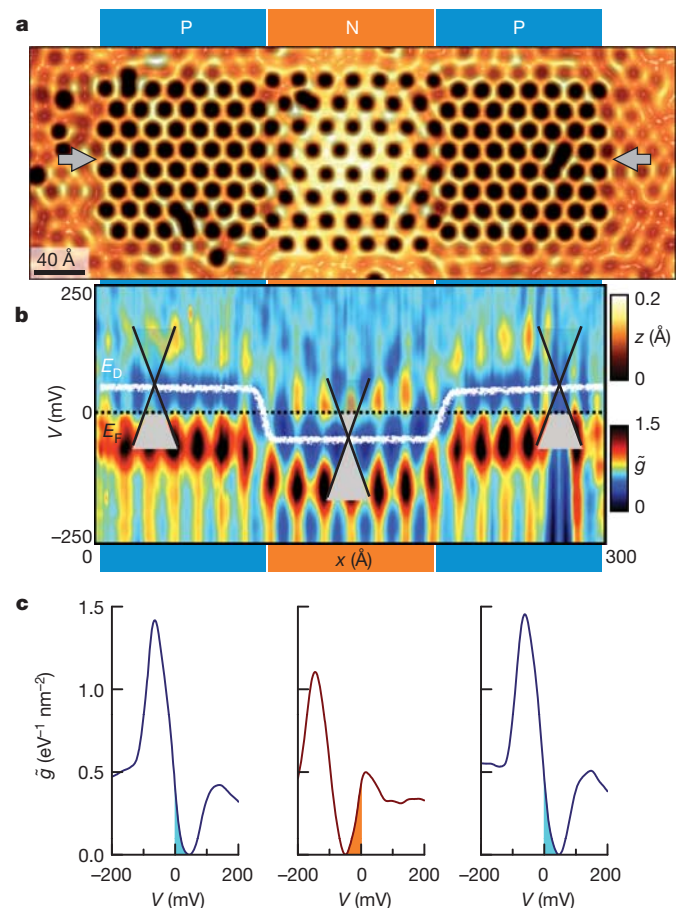 P N P
a
40 Å
b
250
E_D
0
E_F
−250
V (mV)
0.2
z (Å)
0
1.5
g̃
0
0
x (Å)
300
c
1.5
1.0
0.5
0.0
g̃ (eV⁻¹ nm⁻²)
−200 0 200
V (mV)
−200 0 200
V (mV)
−200 0 200
V (mV)